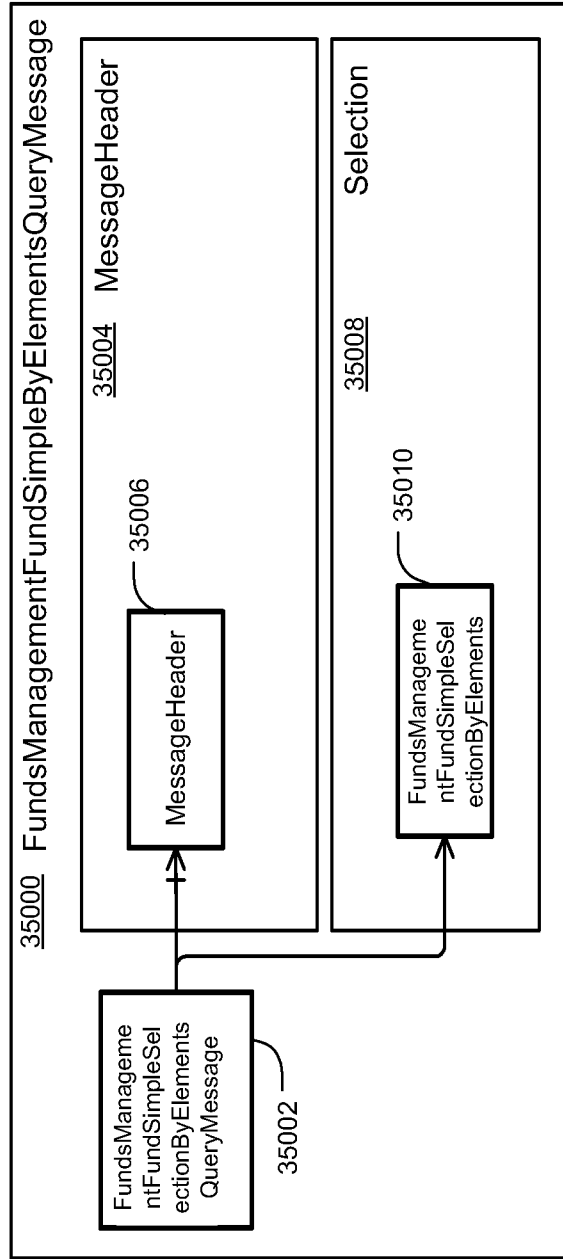 35000 FundsManagementFundSimpleByElementsQueryMessage
FundsManageme
ntFundSimpleSel
ectionByElements
QueryMessage
35002
35004 MessageHeader
MessageHeader
35006
35008 Selection
FundsManageme
ntFundSimpleSel
ectionByElements
35010